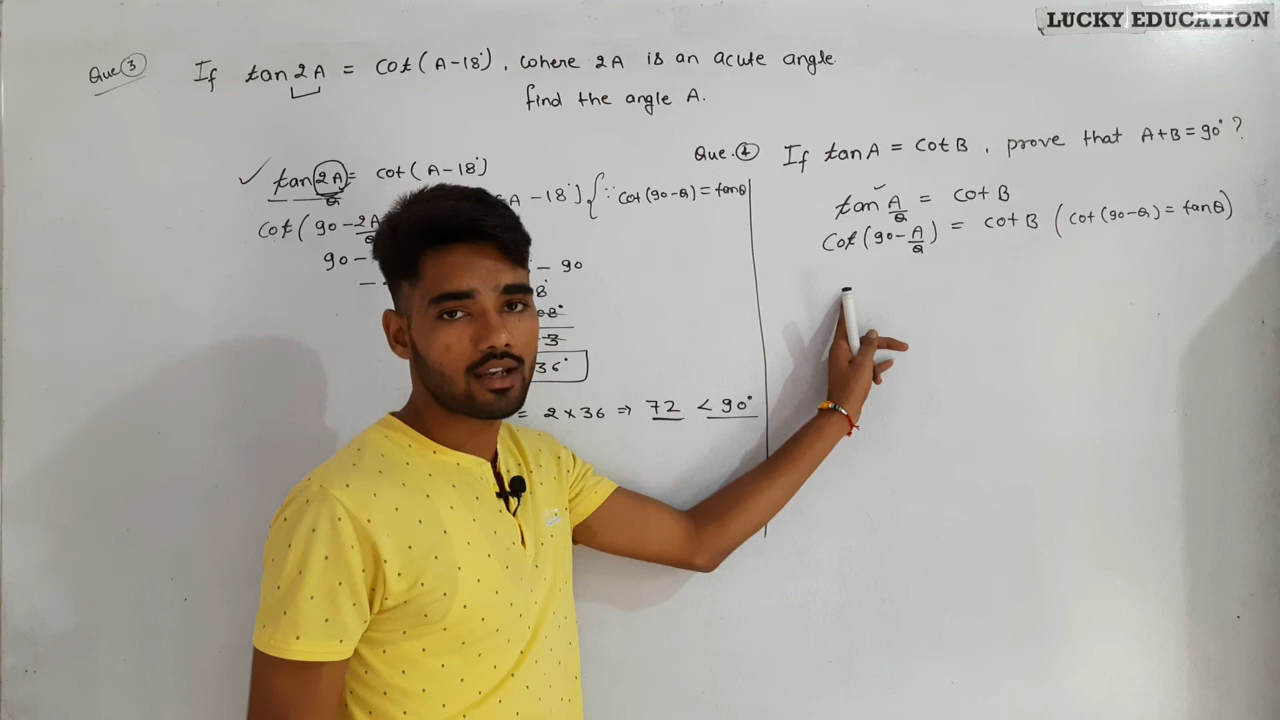 LUCKY EDUCATION
Que ③ If tan 2A = cot (A-18°), where 2A is an acute angle.
find the angle A.
✓ tan(2A) = cot (A-18°)
θ
cot (90-2A A-18°] {∵ cot (90-θ) = tanθ
θ
90- - 90
- 8
08°
3
36°
= 2×36 ⇒ 72 < 90°
Que. ④ If tan A = cot B, prove that A+B = 90°?
tan A = cot B
θ
cot (90-A) = cot B (cot (90-θ) = tanθ)
θ